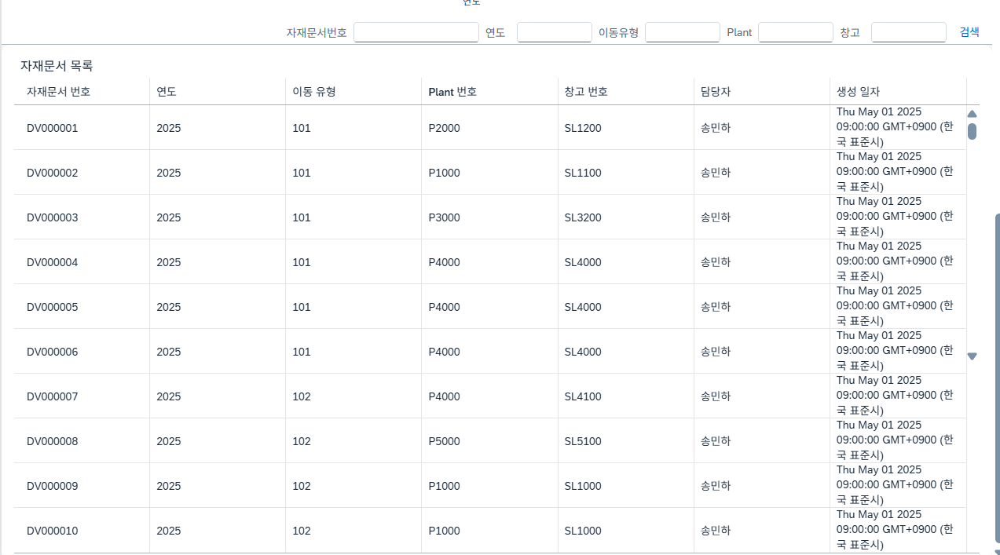 연도
자재문서번호 연도 이동유형 Plant 창고 검색
자재문서 목록
자재문서 번호 연도 이동 유형 Plant 번호 창고 번호 담당자 생성 일자
DV000001 2025 101 P2000 SL1200 송민하 Thu May 01 2025
09:00:00 GMT+0900 (한
국 표준시)
DV000002 2025 101 P1000 SL1100 송민하 Thu May 01 2025
09:00:00 GMT+0900 (한
국 표준시)
DV000003 2025 101 P3000 SL3200 송민하 Thu May 01 2025
09:00:00 GMT+0900 (한
국 표준시)
DV000004 2025 101 P4000 SL4000 송민하 Thu May 01 2025
09:00:00 GMT+0900 (한
국 표준시)
DV000005 2025 101 P4000 SL4000 송민하 Thu May 01 2025
09:00:00 GMT+0900 (한
국 표준시)
DV000006 2025 101 P4000 SL4000 송민하 Thu May 01 2025
09:00:00 GMT+0900 (한
국 표준시)
DV000007 2025 102 P4000 SL4100 송민하 Thu May 01 2025
09:00:00 GMT+0900 (한
국 표준시)
DV000008 2025 102 P5000 SL5100 송민하 Thu May 01 2025
09:00:00 GMT+0900 (한
국 표준시)
DV000009 2025 102 P1000 SL1000 송민하 Thu May 01 2025
09:00:00 GMT+0900 (한
국 표준시)
DV000010 2025 102 P1000 SL1000 송민하 Thu May 01 2025
09:00:00 GMT+0900 (한
국 표준시)